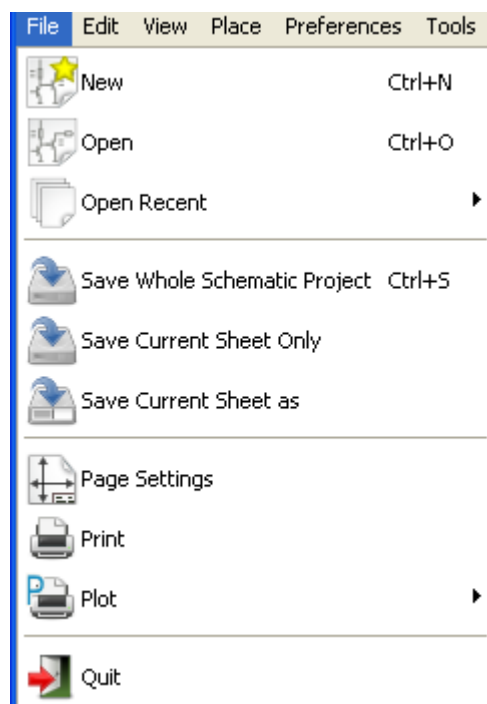 File Edit View Place Preferences Tools
New Ctrl+N
Open Ctrl+O
Open Recent
Save Whole Schematic Project Ctrl+S
Save Current Sheet Only
Save Current Sheet as
Page Settings
Print
Plot
Quit